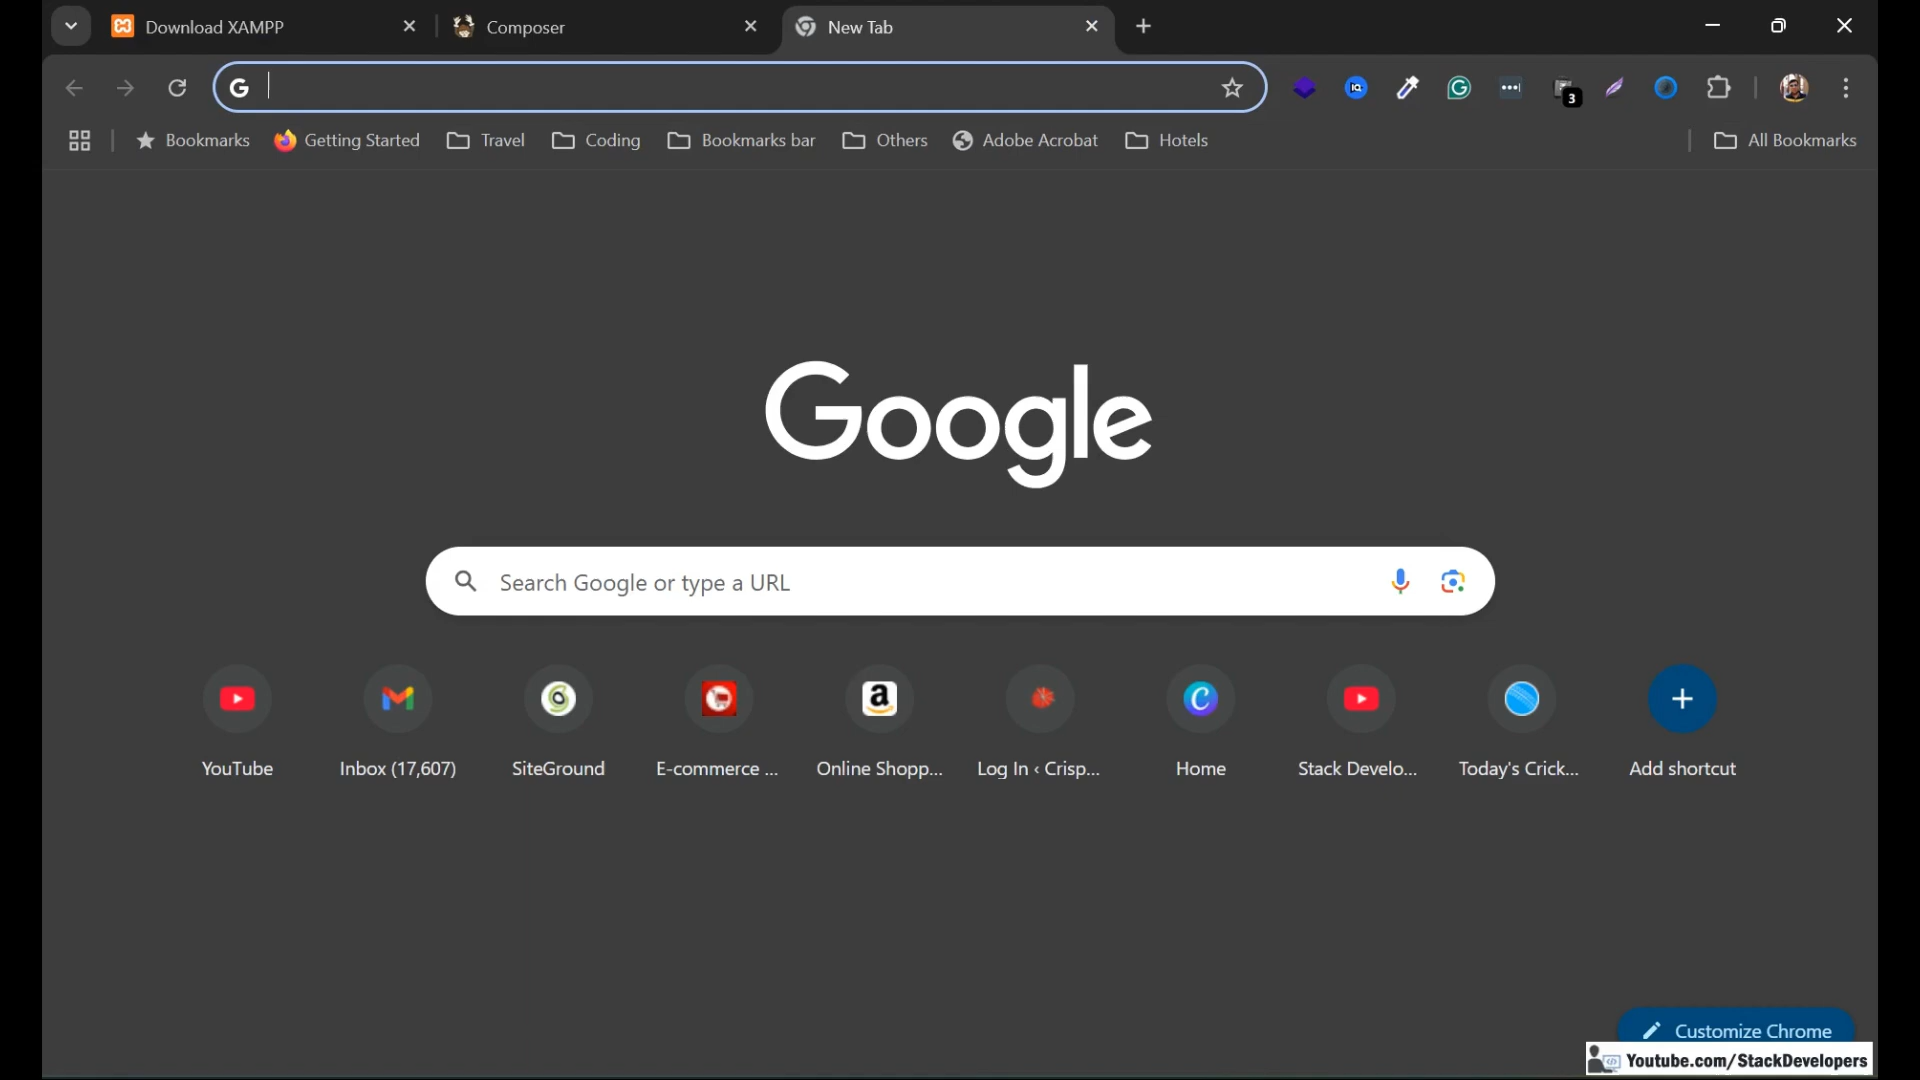 Download XAMPP
Composer
New Tab
G
3
Bookmarks
Getting Started
Travel
Coding
Bookmarks bar
Others
Adobe Acrobat
Hotels
All Bookmarks
Google
Search Google or type a URL
YouTube
Inbox (17,607)
SiteGround
E-commerce ...
Online Shopp...
Log In ‹ Crisp...
Home
Stack Develo...
Today's Crick...
Add shortcut
Customize Chrome
Youtube.com/StackDevelopers